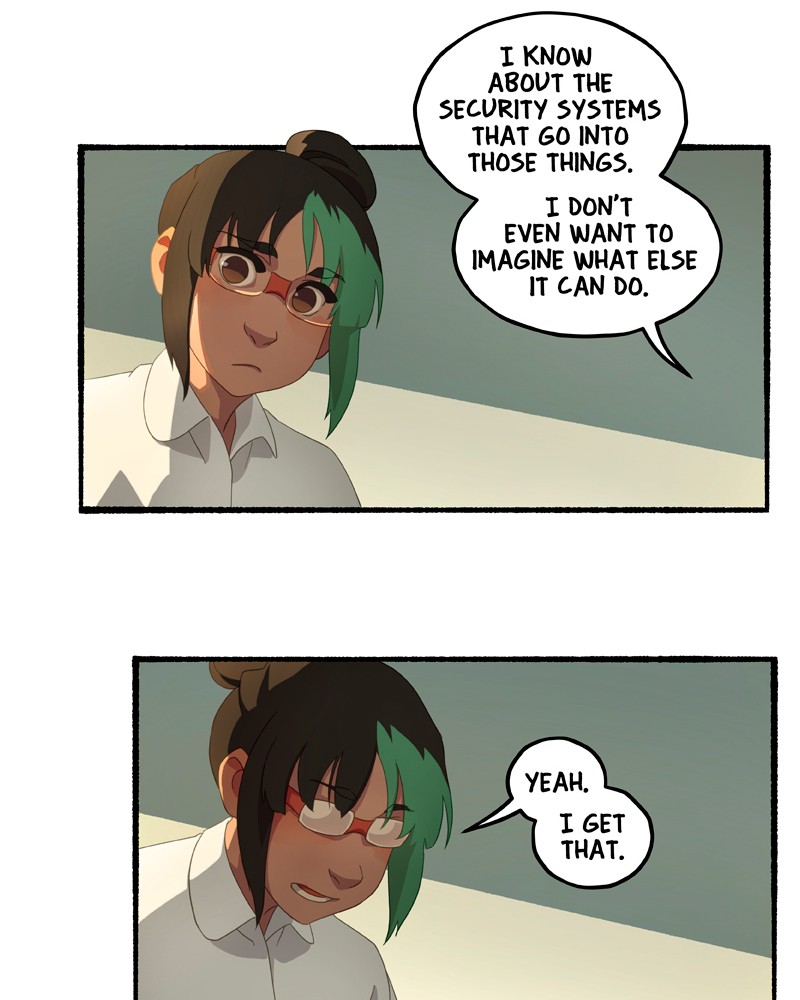 I KNOW
ABOUT THE
SECURITY SYSTEMS
THAT GO INTO
THOSE THINGS.
I DON'T
EVEN WANT TO
IMAGINE WHAT ELSE
IT CAN DO.
YEAH.
I GET
THAT.